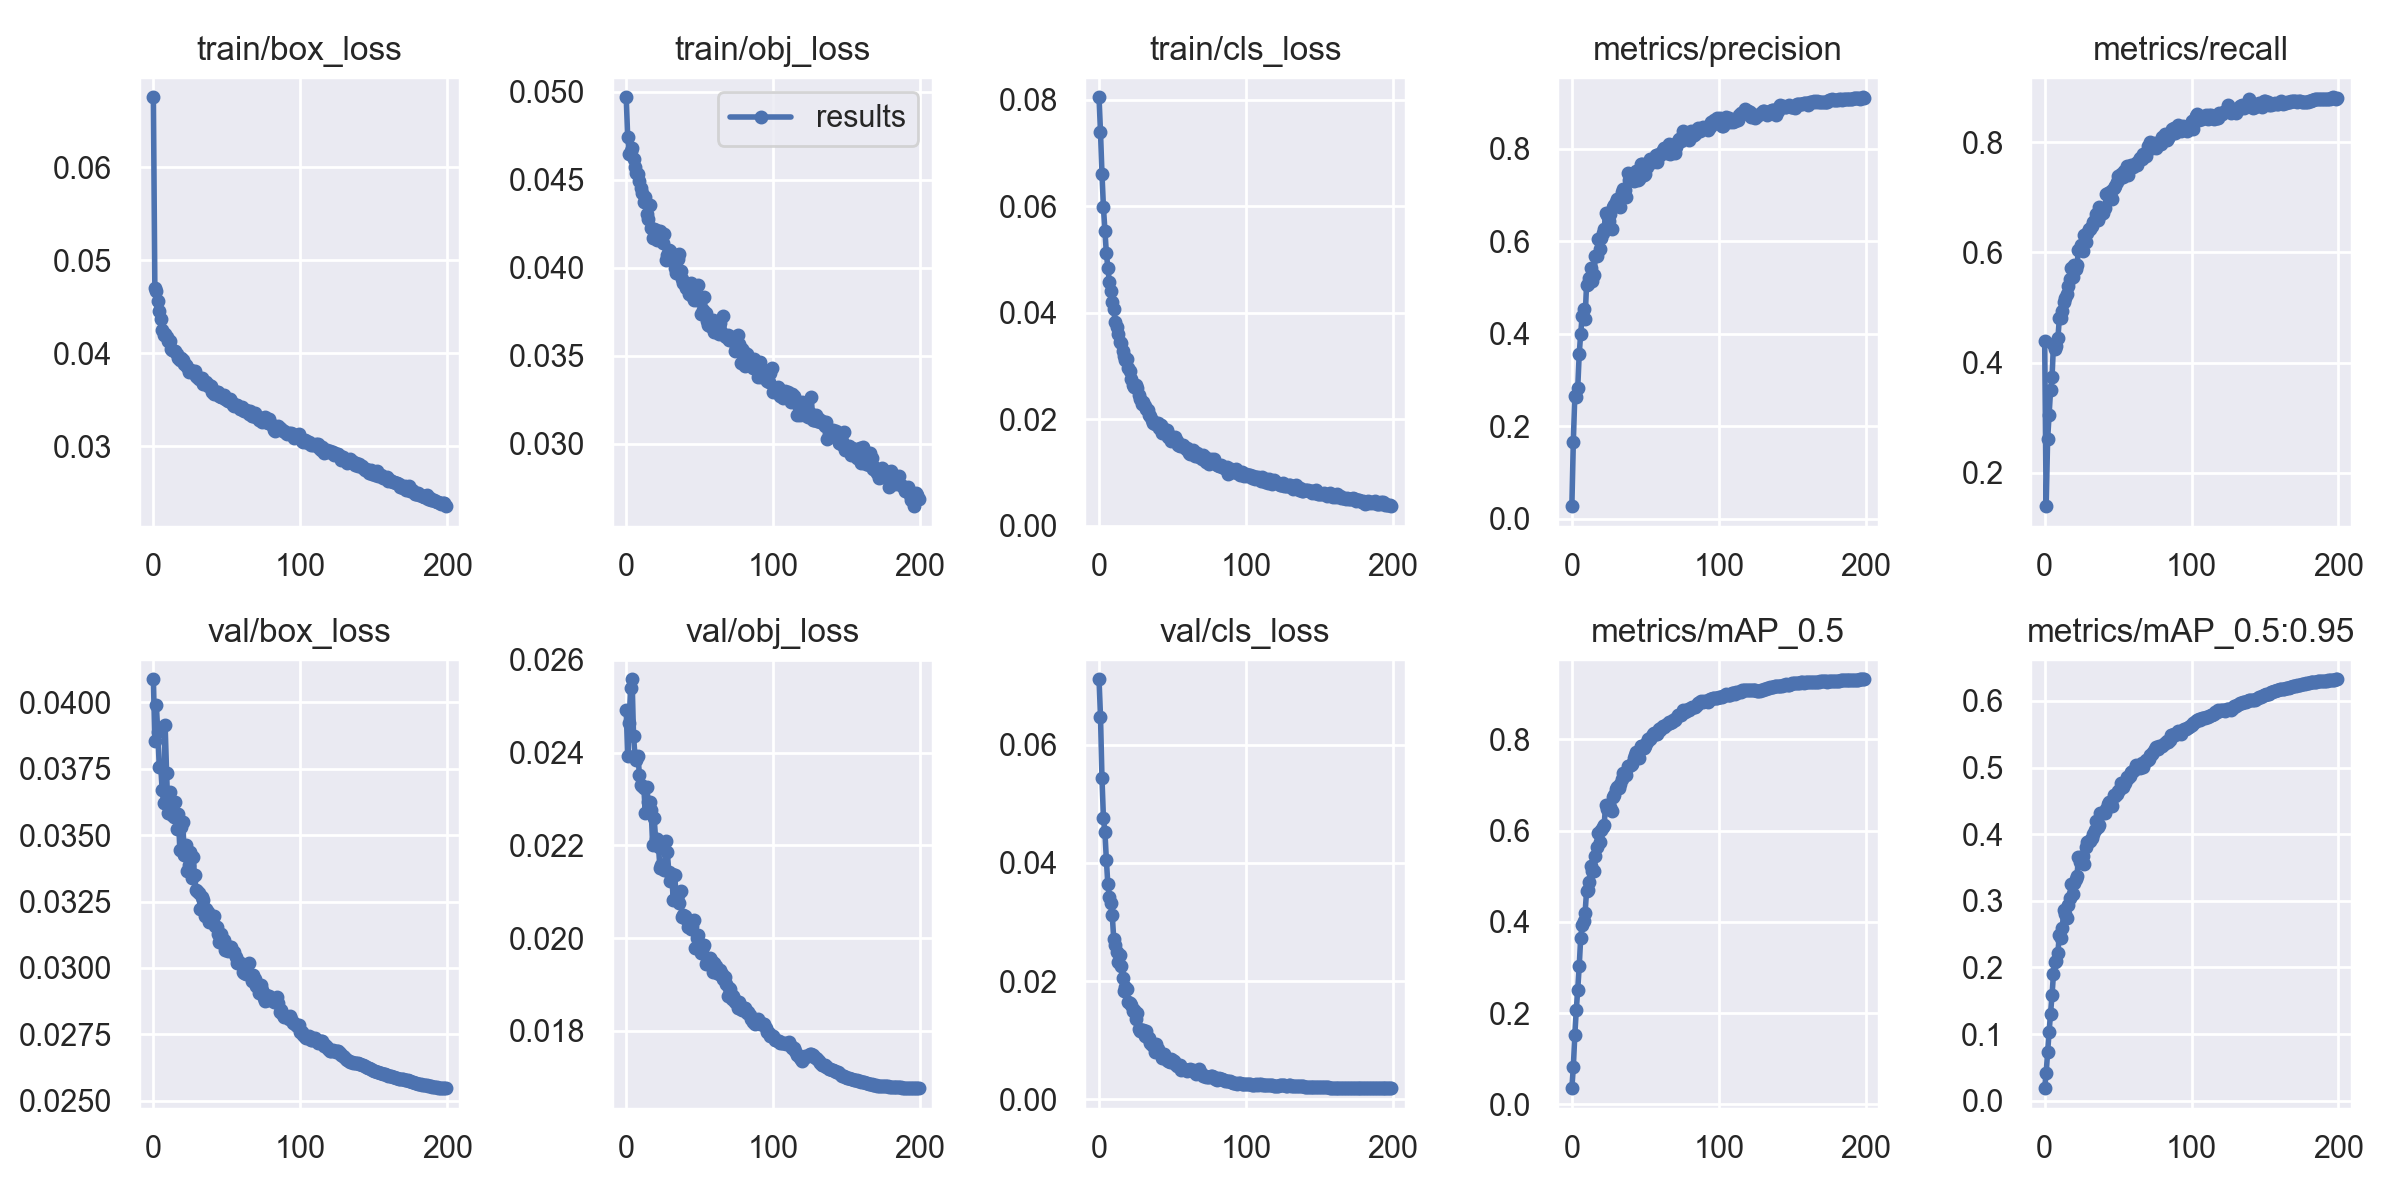 train/box_loss
0.06
0.05
0.04
0.03
0 100 200
train/obj_loss
results
0.050
0.045
0.040
0.035
0.030
0 100 200
train/cls_loss
0.08
0.06
0.04
0.02
0.00
0 100 200
metrics/precision
0.8
0.6
0.4
0.2
0.0
0 100 200
metrics/recall
0.8
0.6
0.4
0.2
0 100 200
val/box_loss
0.0400
0.0375
0.0350
0.0325
0.0300
0.0275
0.0250
0 100 200
val/obj_loss
0.026
0.024
0.022
0.020
0.018
0 100 200
val/cls_loss
0.06
0.04
0.02
0.00
0 100 200
metrics/mAP_0.5
0.8
0.6
0.4
0.2
0.0
0 100 200
metrics/mAP_0.5:0.95
0.6
0.5
0.4
0.3
0.2
0.1
0.0
0 100 200